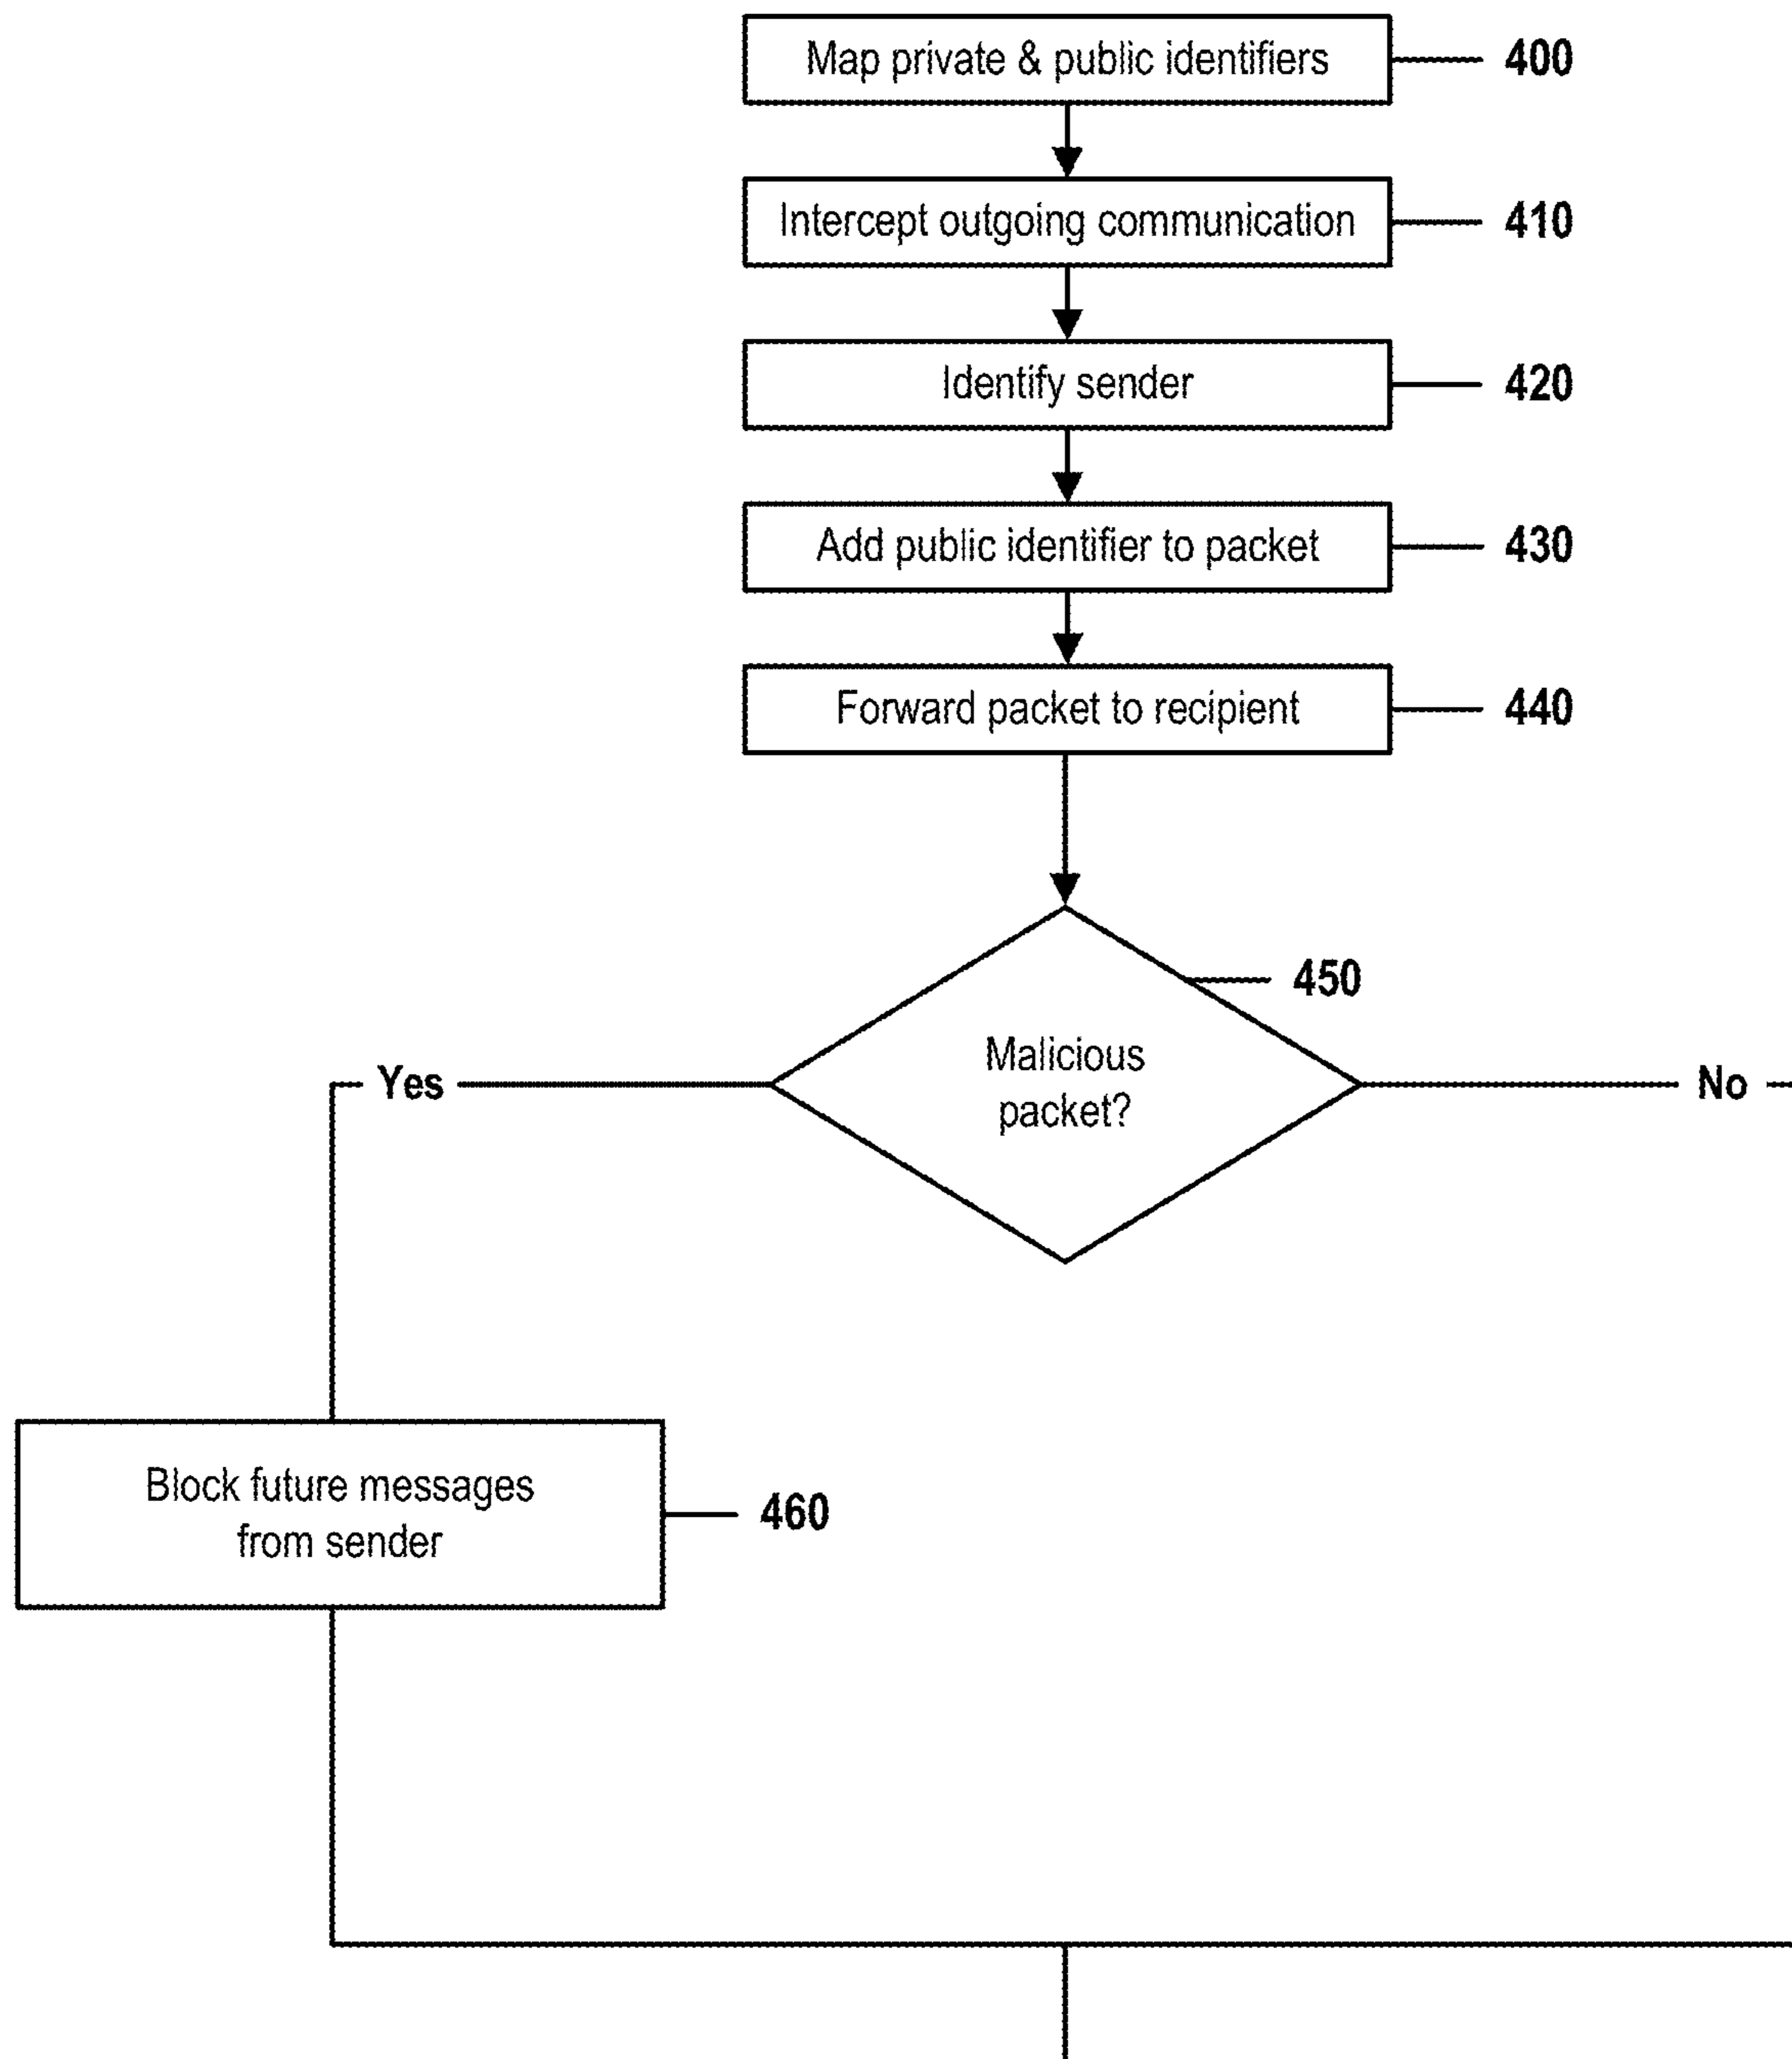 Map private & public identifiers 400
Intercept outgoing communication 410
Identify sender 420
Add public identifier to packet 430
Forward packet to recipient 440
450
Malicious
packet?
Yes
No
Block future messages
from sender
460